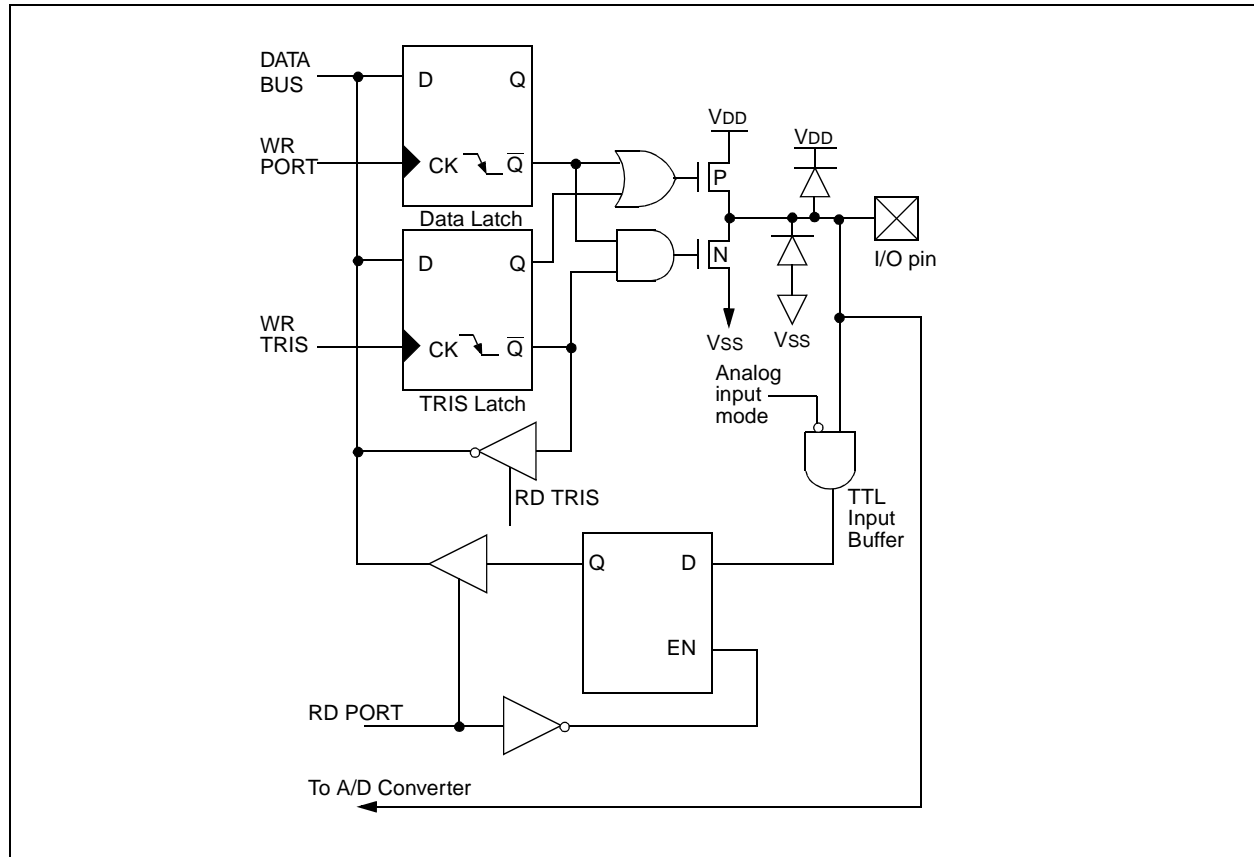 DATA
BUS
D
Q
VDD
VDD
WR
PORT
CK
Q̅
P
Data Latch
I/O pin
D
Q
N
WR
TRIS
CK
Q̅
VSS
VSS
TRIS Latch
Analog
input
mode
RD TRIS
TTL
Input
Buffer
Q
D
EN
RD PORT
To A/D Converter